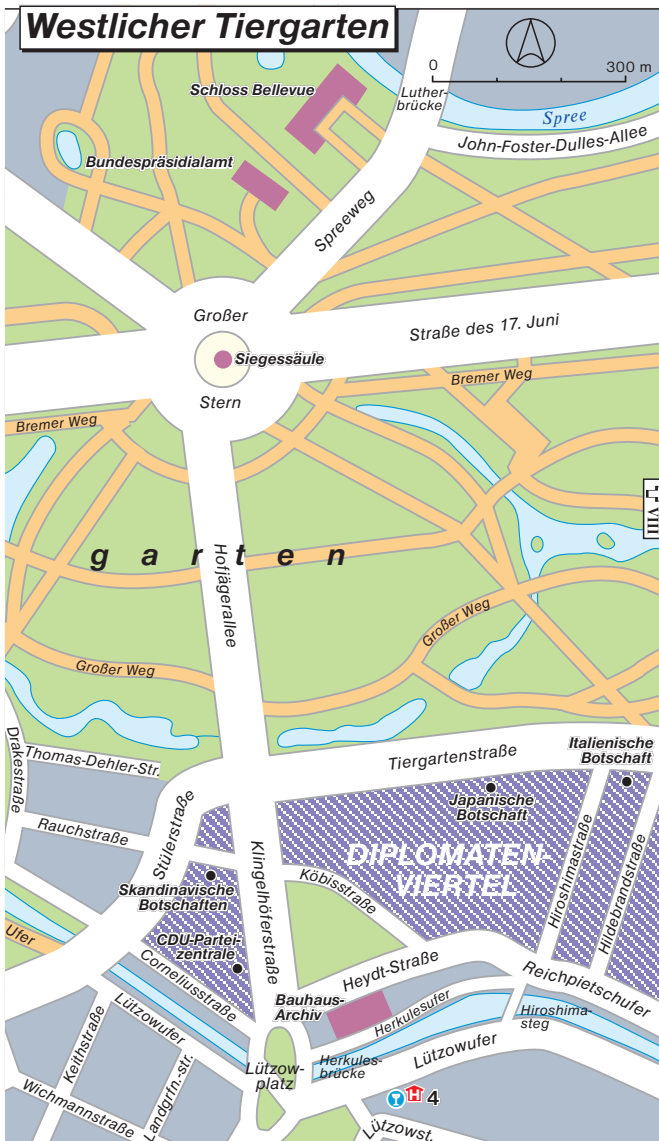 Westlicher Tiergarten
0 300 m
Schloss Bellevue
Luther-
brücke
Spree
John-Foster-Dulles-Allee
Bundespräsidialamt
Spreeweg
Großer
Straße des 17. Juni
Siegessäule
Stern
Bremer Weg
Bremer Weg
VIII
garten
Hofjägerallee
Großer Weg
Großer Weg
Drakestraße
Thomas-Dehler-Str.
Tiergartenstraße
Italienische
Botschaft
Japanische
Botschaft
Rauchstraße
Stülerstraße
Klingelhöferstraße
DIPLOMATEN-
VIERTEL
Hiroshimastraße
Hildebrandstraße
Skandinavische
Botschaften
Köbisstraße
Ufer
CDU-Partei-
zentrale
Corneliusstraße
Heydt-Straße
Reichpietschufer
Bauhaus-
Archiv
Herkulesufer
Hiroshima-
steg
Keithstraße
Lützowufer
Lützowufer
Lützow-
platz
Herkules-
brücke
Wichmannstraße
Landgrfn.-str.
H 4
Lützowst.